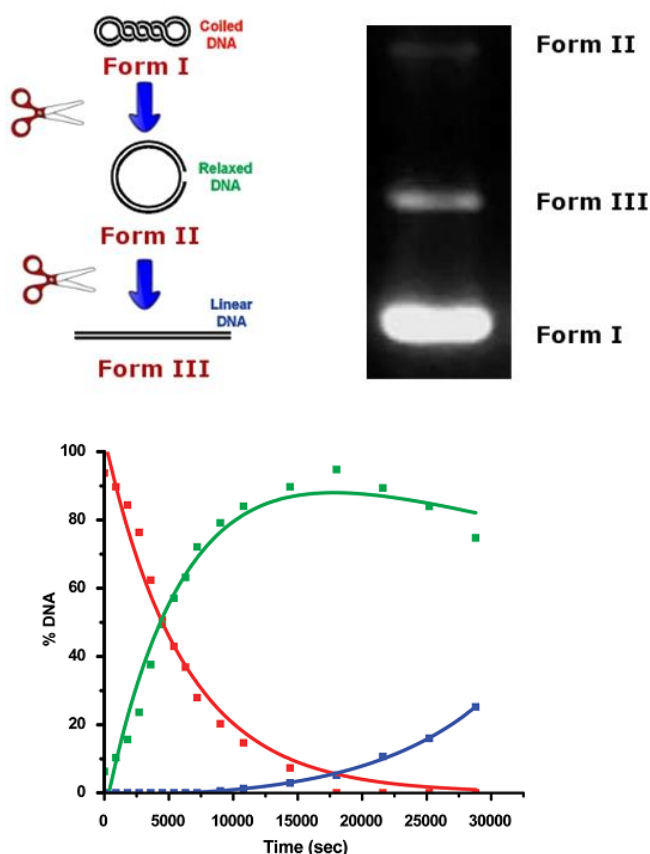 Coiled
DNA
Form I
Relaxed
DNA
Form II
Linear
DNA
Form III
Form II
Form III
Form I
% DNA
100
80
60
40
20
0
0
5000
10000
15000
20000
25000
30000
Time (sec)